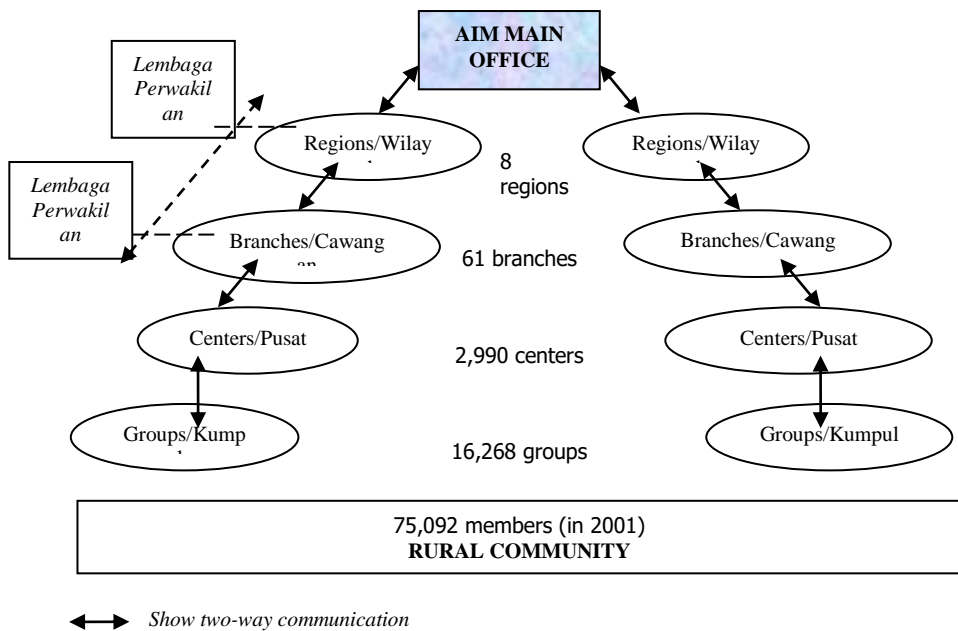 AIM MAIN
OFFICE
Lembaga
Perwakil
an
Regions/Wilay
8
regions
Regions/Wilay
Lembaga
Perwakil
an
Branches/Cawang
an
61 branches
Branches/Cawang
Centers/Pusat
2,990 centers
Centers/Pusat
Groups/Kump
16,268 groups
Groups/Kumpul
75,092 members (in 2001)
RURAL COMMUNITY
Show two-way communication